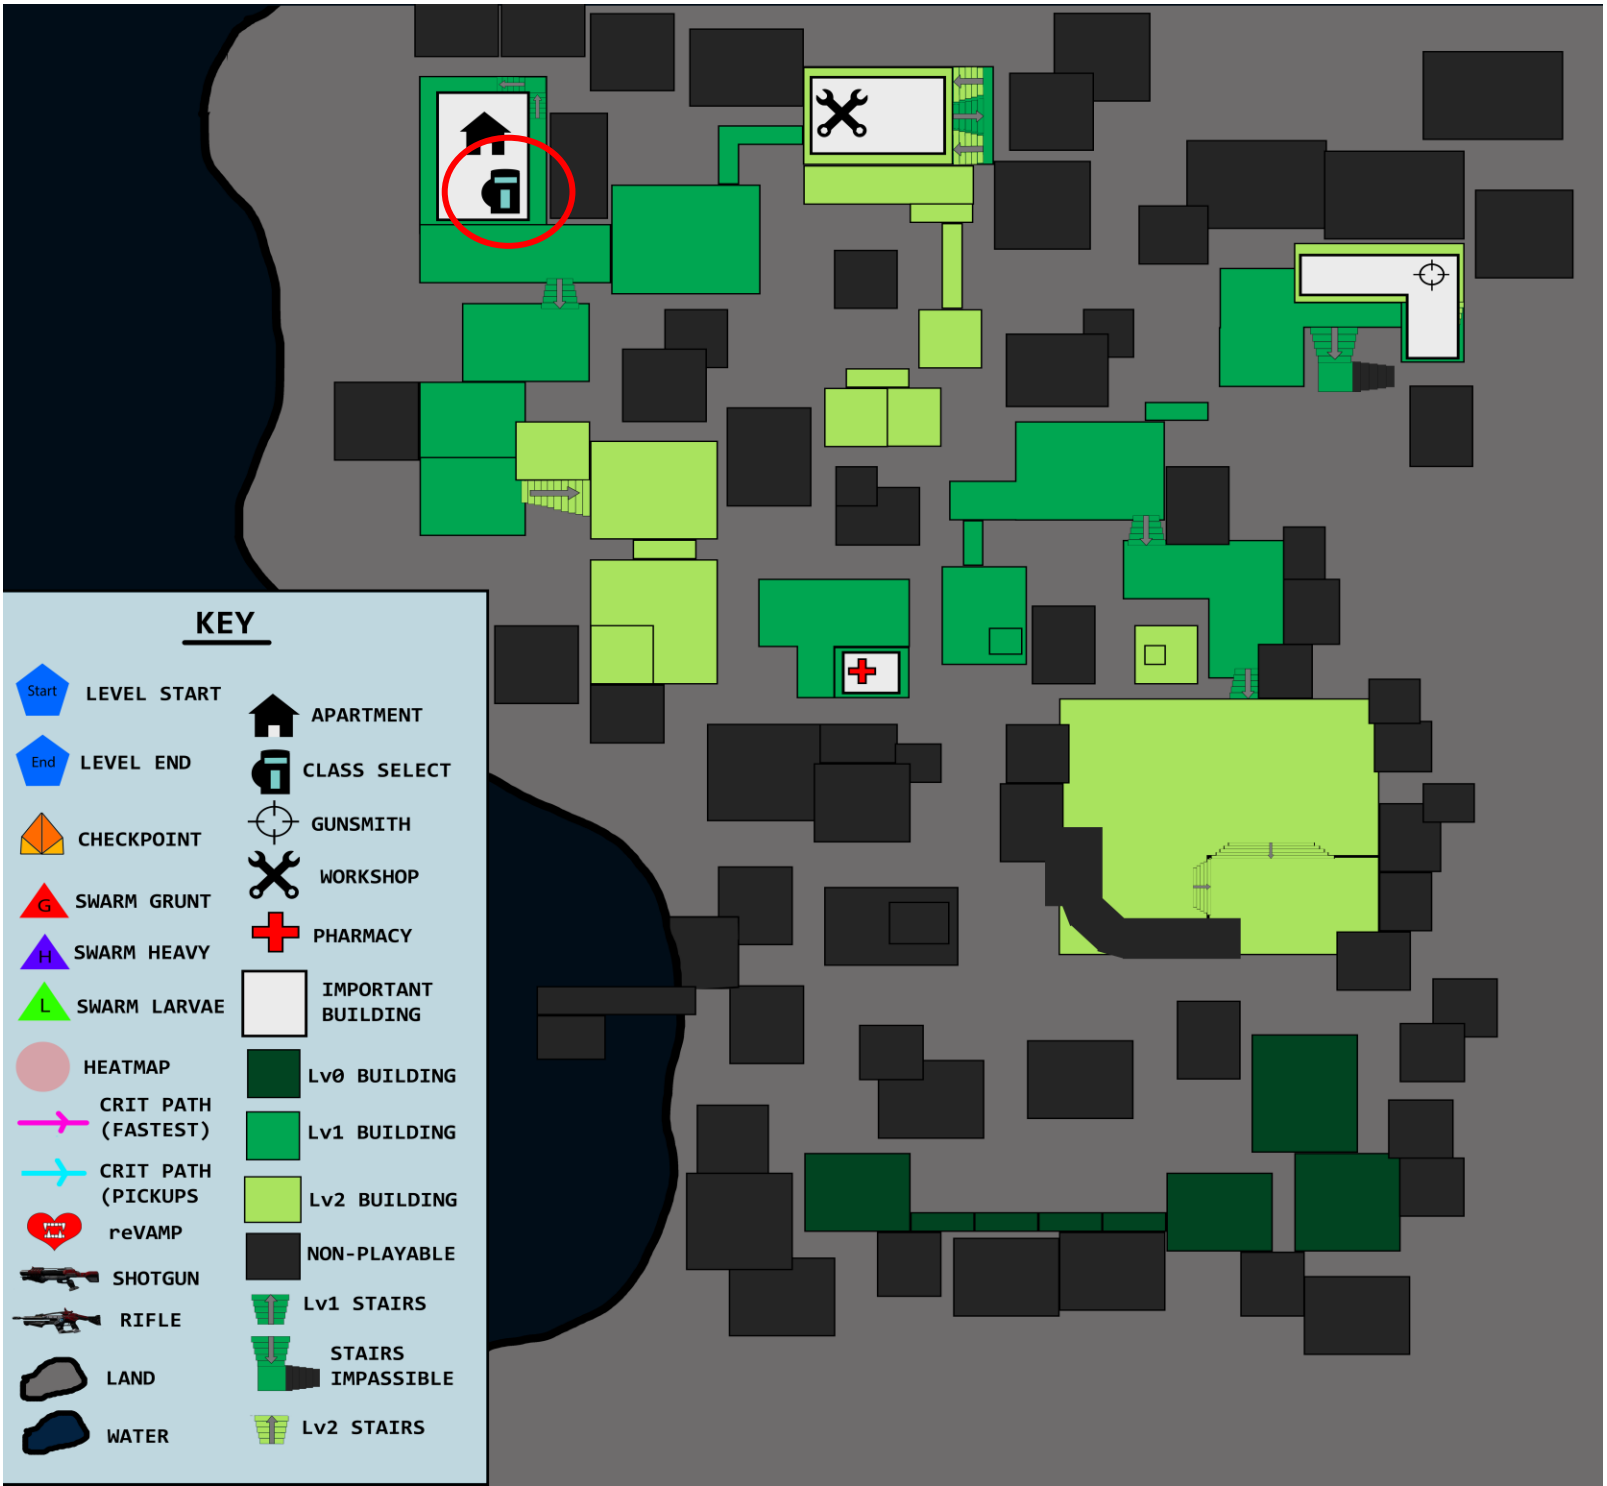 KEY
Start
LEVEL START
End
LEVEL END
CHECKPOINT
G
SWARM GRUNT
H
SWARM HEAVY
L
SWARM LARVAE
HEATMAP
CRIT PATH
(FASTEST)
CRIT PATH
(PICKUPS
reVAMP
SHOTGUN
RIFLE
LAND
WATER
APARTMENT
CLASS SELECT
GUNSMITH
WORKSHOP
PHARMACY
IMPORTANT
BUILDING
Lv0 BUILDING
Lv1 BUILDING
Lv2 BUILDING
NON-PLAYABLE
Lv1 STAIRS
STAIRS
IMPASSIBLE
Lv2 STAIRS